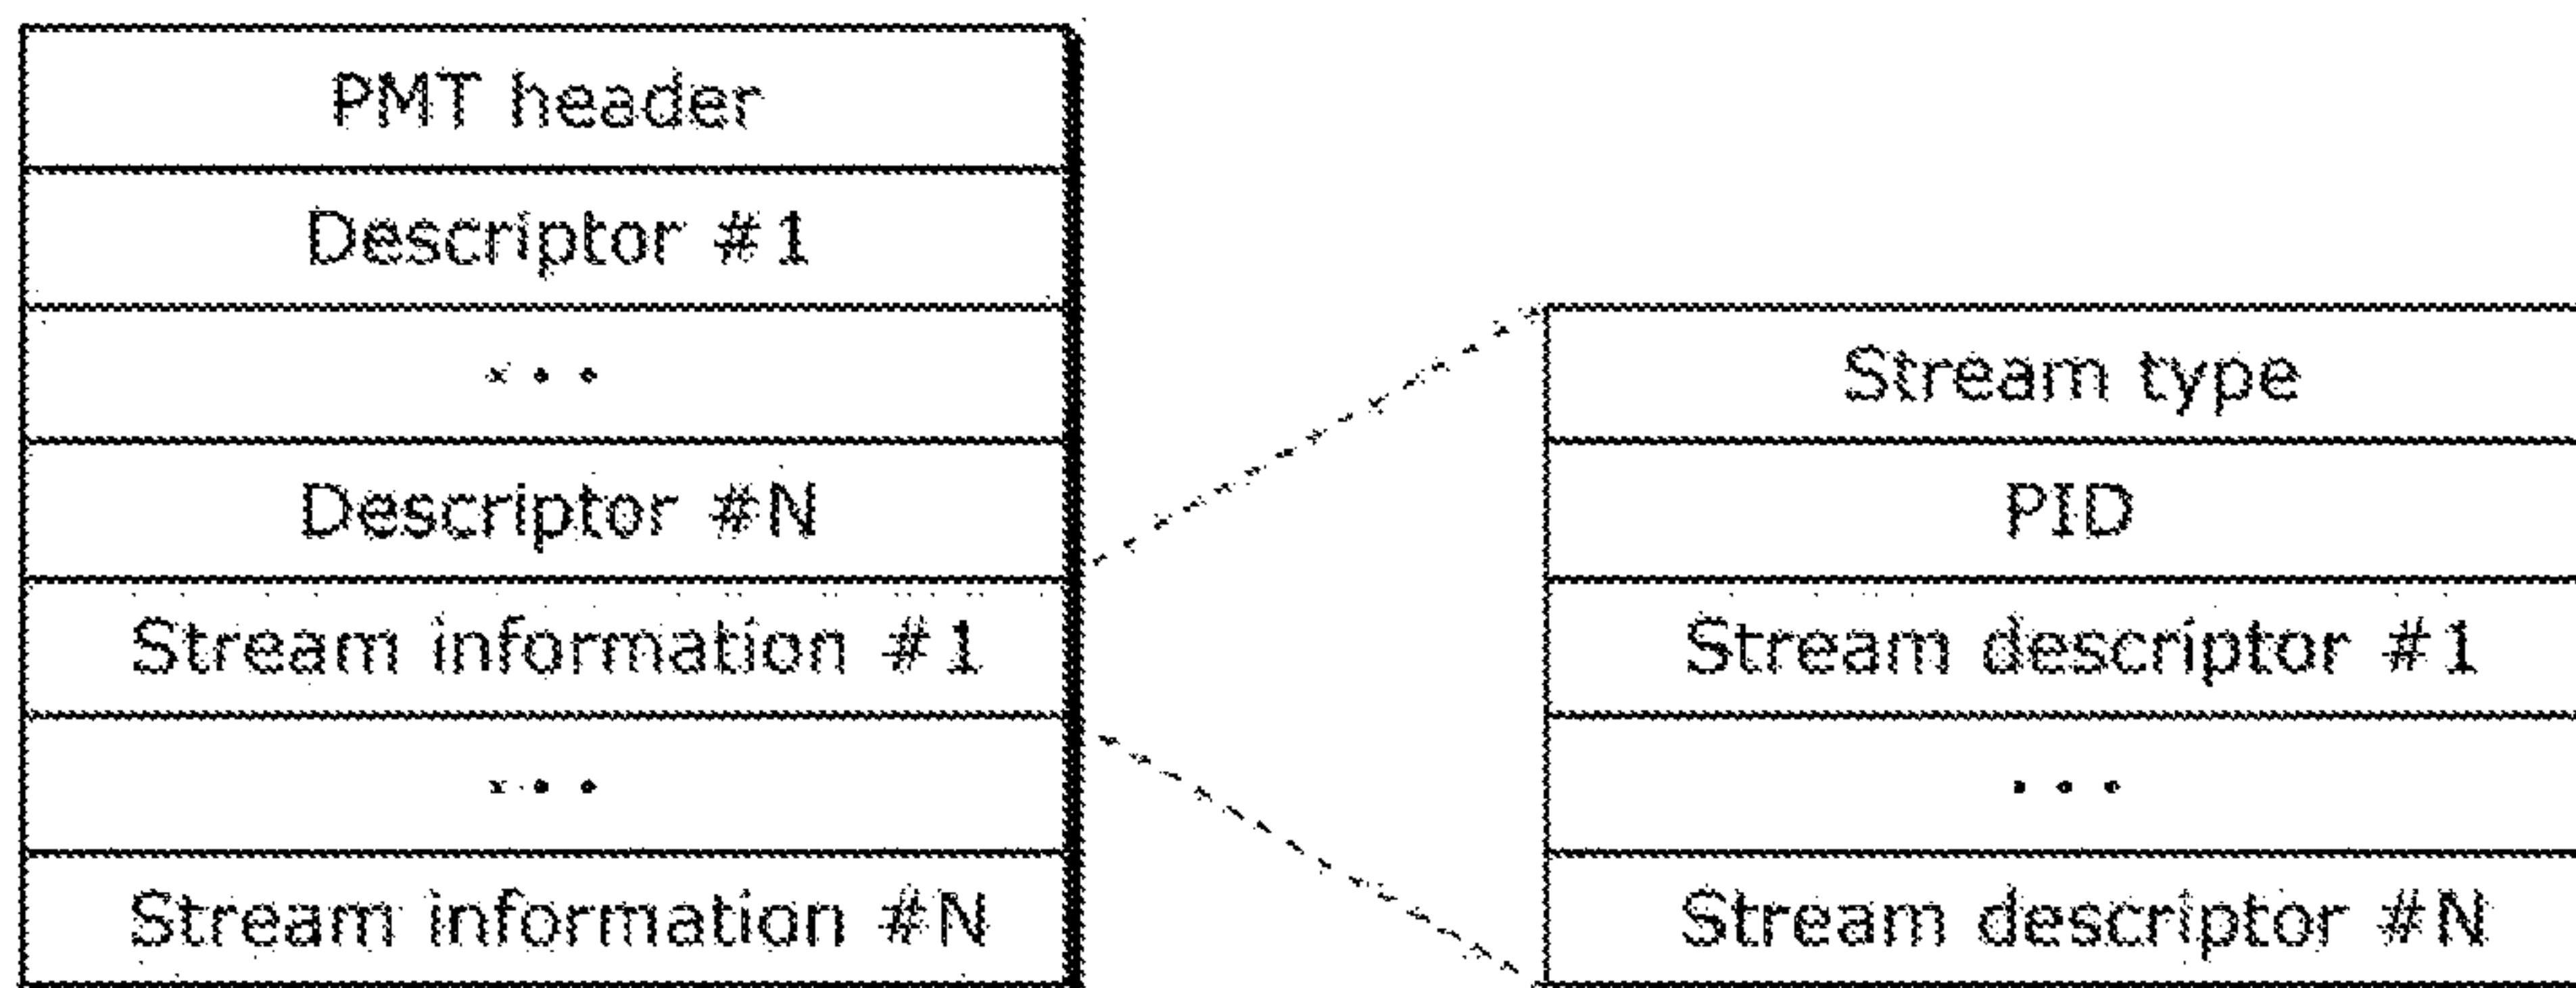 PMT header
Descriptor #1
...
Descriptor #N
Stream information #1
...
Stream information #N
Stream type
PID
Stream descriptor #1
...
Stream descriptor #N